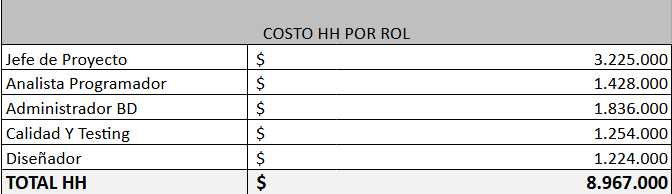 COSTO HH POR ROL
Jefe de Proyecto $ 3.225.000
Analista Programador $ 1.428.000
Administrador BD $ 1.836.000
Calidad Y Testing $ 1.254.000
Diseñador $ 1.224.000
TOTAL HH $ 8.967.000